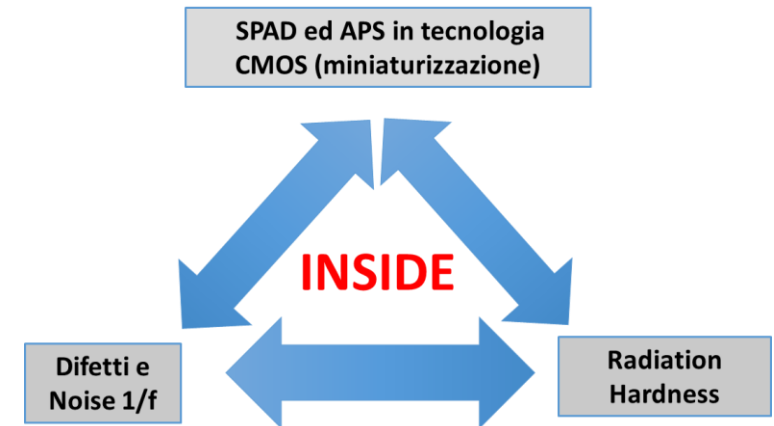 SPAD ed APS in tecnologia
CMOS (miniaturizzazione)
INSIDE
Difetti e
Noise 1/f
Radiation
Hardness